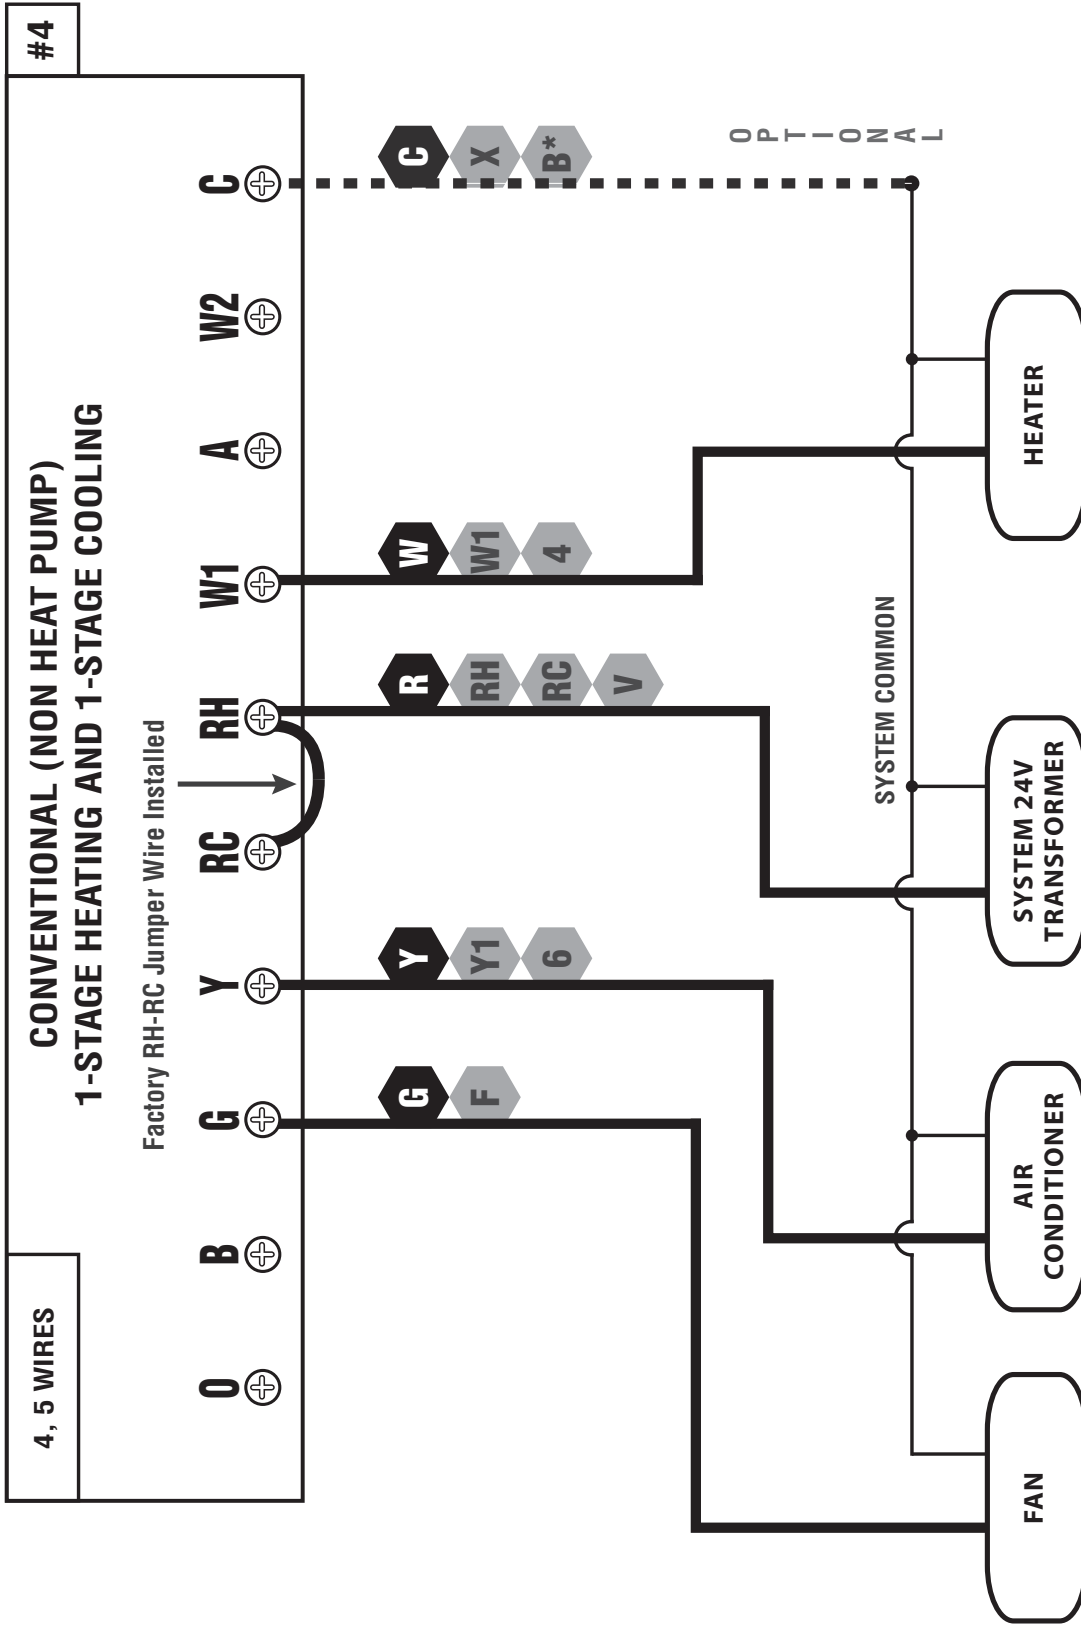 4, 5 WIRES
#4
CONVENTIONAL (NON HEAT PUMP)
1-STAGE HEATING AND 1-STAGE COOLING
Factory RH-RC Jumper Wire Installed
O B G Y RC RH W1 A W2 C
G Y R W C
F Y1 RH W1 X
6 RC 4 B*
V
OPTIONAL
SYSTEM COMMON
FAN
AIR
CONDITIONER
SYSTEM 24V
TRANSFORMER
HEATER